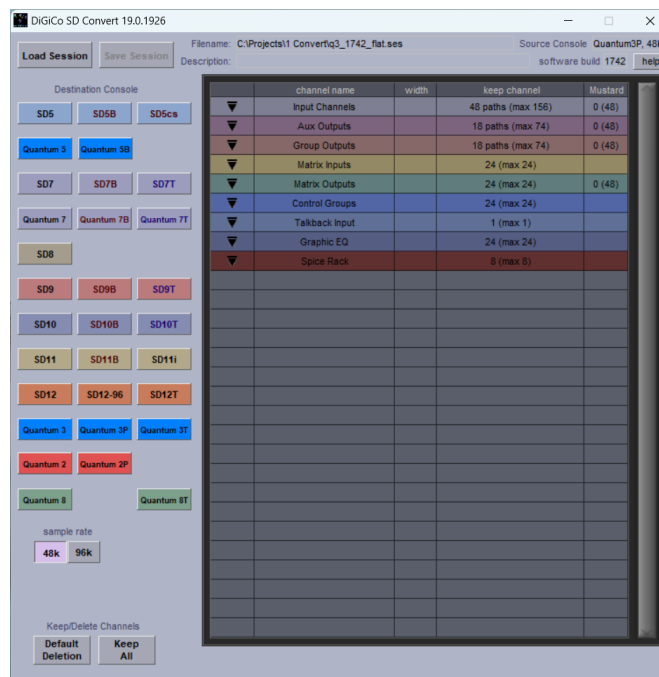 DiGiCo SD Convert 19.0.1926
Load Session
Save Session
Filename: C:\Projects\1 Convert\q3_1742_flat.ses
Source Console Quantum3P, 48
Description:
software build 1742
help
Destination Console
SD5 SD5B SD5cs
Quantum 5 Quantum 5B
SD7 SD7B SD7T
Quantum 7 Quantum 7B Quantum 7T
SD8
SD9 SD9B SD9T
SD10 SD10B SD10T
SD11 SD11B SD11i
SD12 SD12-96 SD12T
Quantum 3 Quantum 3P Quantum 3T
Quantum 2 Quantum 2P
Quantum 8 Quantum 8T
sample rate
48k 96k
Keep/Delete Channels
Default Deletion
Keep All
channel name width keep channel Mustard
Input Channels 48 paths (max 156) 0 (48)
Aux Outputs 18 paths (max 74) 0 (48)
Group Outputs 18 paths (max 74) 0 (48)
Matrix Inputs 24 (max 24)
Matrix Outputs 24 (max 24) 0 (48)
Control Groups 24 (max 24)
Talkback Input 1 (max 1)
Graphic EQ 24 (max 24)
Spice Rack 8 (max 8)